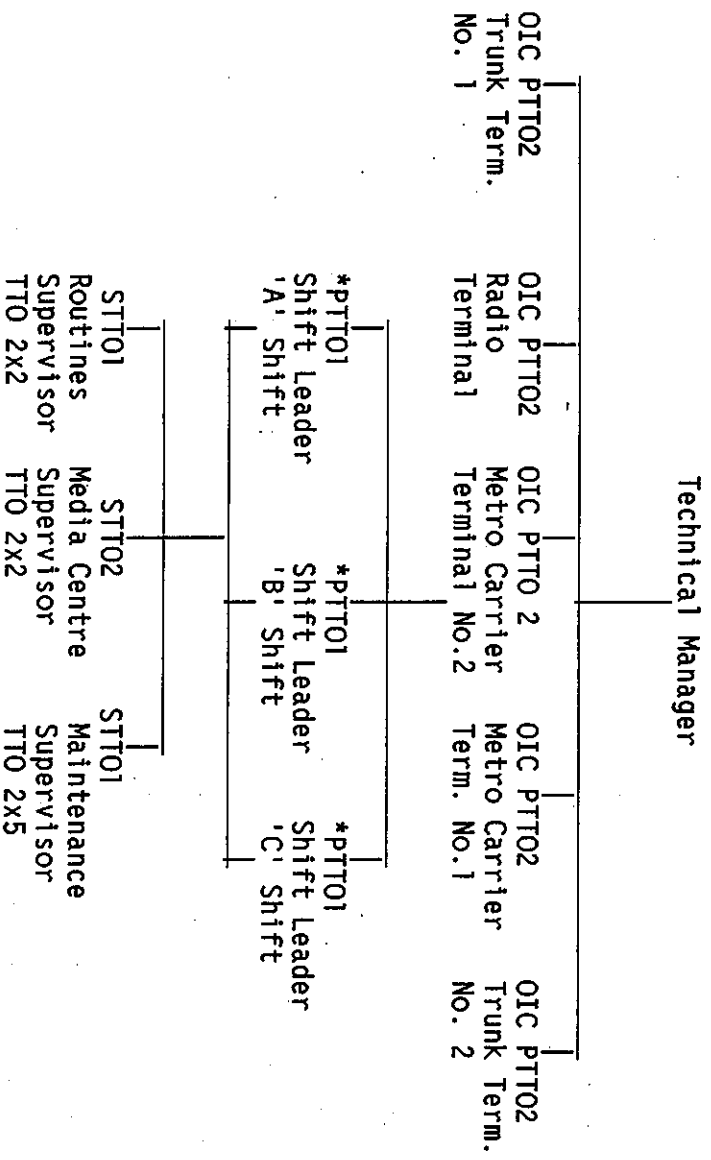 Technical Manager
OIC PTTO2
Trunk Term.
No. 1
OIC PTTO2
Radio
Terminal
OIC PTTO 2
Metro Carrier
Terminal No.2
OIC PTTO2
Metro Carrier
Term. No.1
OIC PTTO2
Trunk Term.
No. 2
*PTTO1
Shift Leader
'A' Shift
*PTTO1
Shift Leader
'B' Shift
*PTTO1
Shift Leader
'C' Shift
STTO1
Routines
Supervisor
TTO 2x2
STTO2
Media Centre
Supervisor
TTO 2x2
STTO1
Maintenance
Supervisor
TTO 2x5